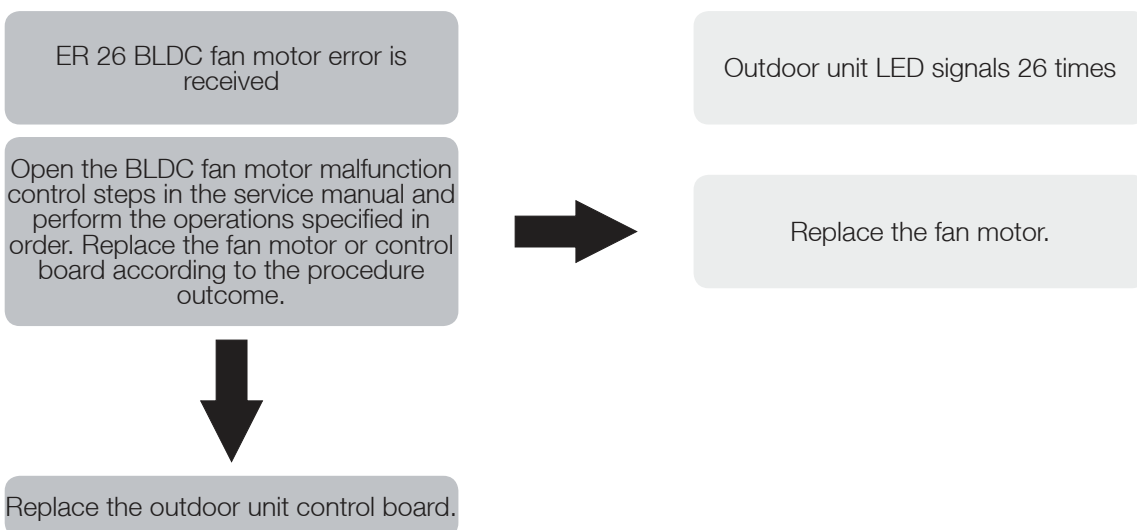 ER 26 BLDC fan motor error is
received
Outdoor unit LED signals 26 times
Open the BLDC fan motor malfunction
control steps in the service manual and
perform the operations specified in
order. Replace the fan motor or control
board according to the procedure
outcome.
Replace the fan motor.
Replace the outdoor unit control board.